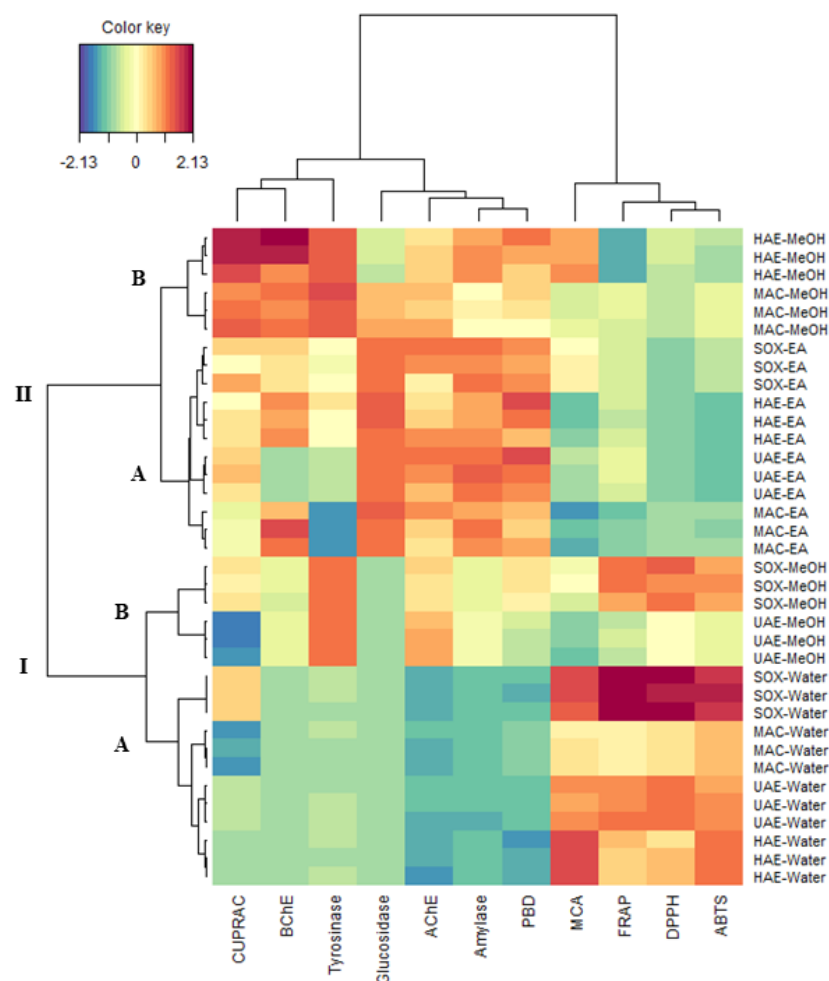 Color key
-2.13 0 2.13
B
II
A
B
I
A
HAE-MeOH
HAE-MeOH
HAE-MeOH
MAC-MeOH
MAC-MeOH
MAC-MeOH
SOX-EA
SOX-EA
SOX-EA
HAE-EA
HAE-EA
HAE-EA
UAE-EA
UAE-EA
UAE-EA
MAC-EA
MAC-EA
MAC-EA
SOX-MeOH
SOX-MeOH
SOX-MeOH
UAE-MeOH
UAE-MeOH
UAE-MeOH
SOX-Water
SOX-Water
SOX-Water
MAC-Water
MAC-Water
MAC-Water
UAE-Water
UAE-Water
UAE-Water
HAE-Water
HAE-Water
HAE-Water
CUPRAC
BChE
Tyrosinase
Glucosidase
AChE
Amylase
PBD
MCA
FRAP
DPPH
ABTS